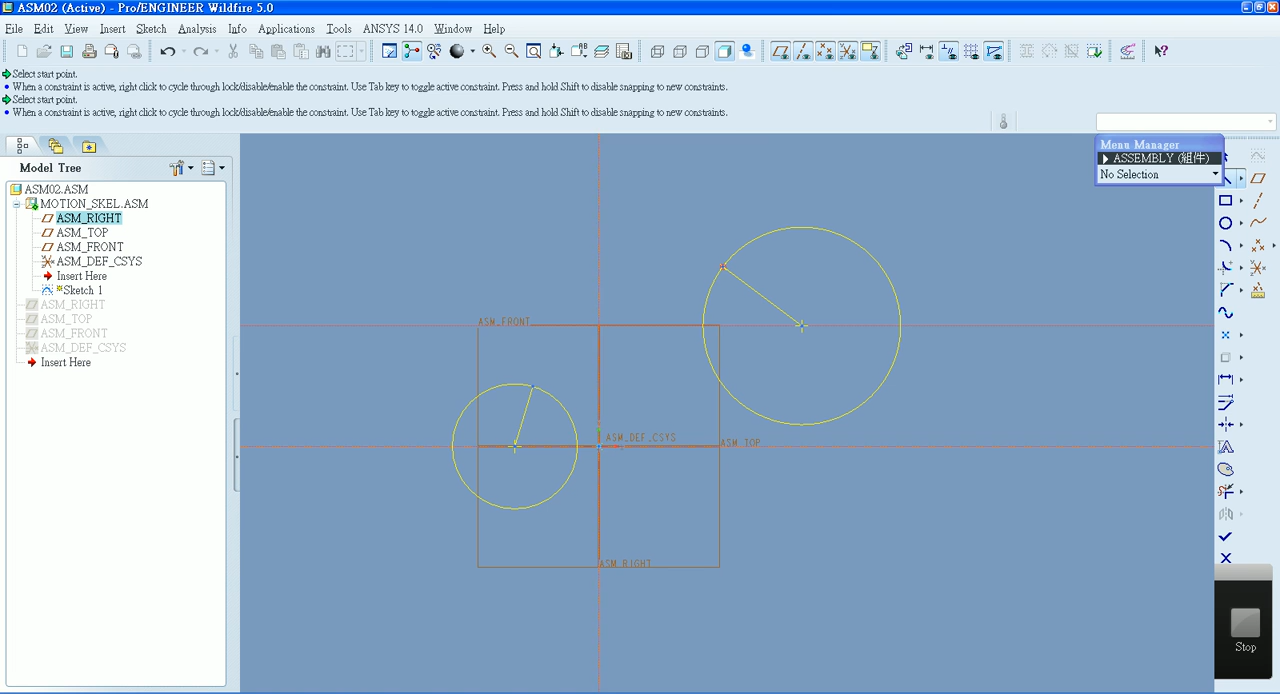 ASM02 (Active) - Pro/ENGINEER Wildfire 5.0
File Edit View Insert Sketch Analysis Info Applications Tools ANSYS 14.0 Window Help
Select start point.
When a constraint is active, right click to cycle through lock/disable/enable the constraint. Use Tab key to toggle active constraint. Press and hold Shift to disable snapping to new constraints.
Select start point.
When a constraint is active, right click to cycle through lock/disable/enable the constraint. Use Tab key to toggle active constraint. Press and hold Shift to disable snapping to new constraints.
Model Tree
ASM02.ASM
MOTION_SKEL.ASM
ASM_RIGHT
ASM_TOP
ASM_FRONT
ASM_DEF_CSYS
Insert Here
Sketch 1
ASM_RIGHT
ASM_TOP
ASM_FRONT
ASM_DEF_CSYS
Insert Here
ASM_FRONT
ASM_DEF_CSYS
ASM_TOP
ASM_RIGHT
Menu Manager
ASSEMBLY (組件)
No Selection
Stop